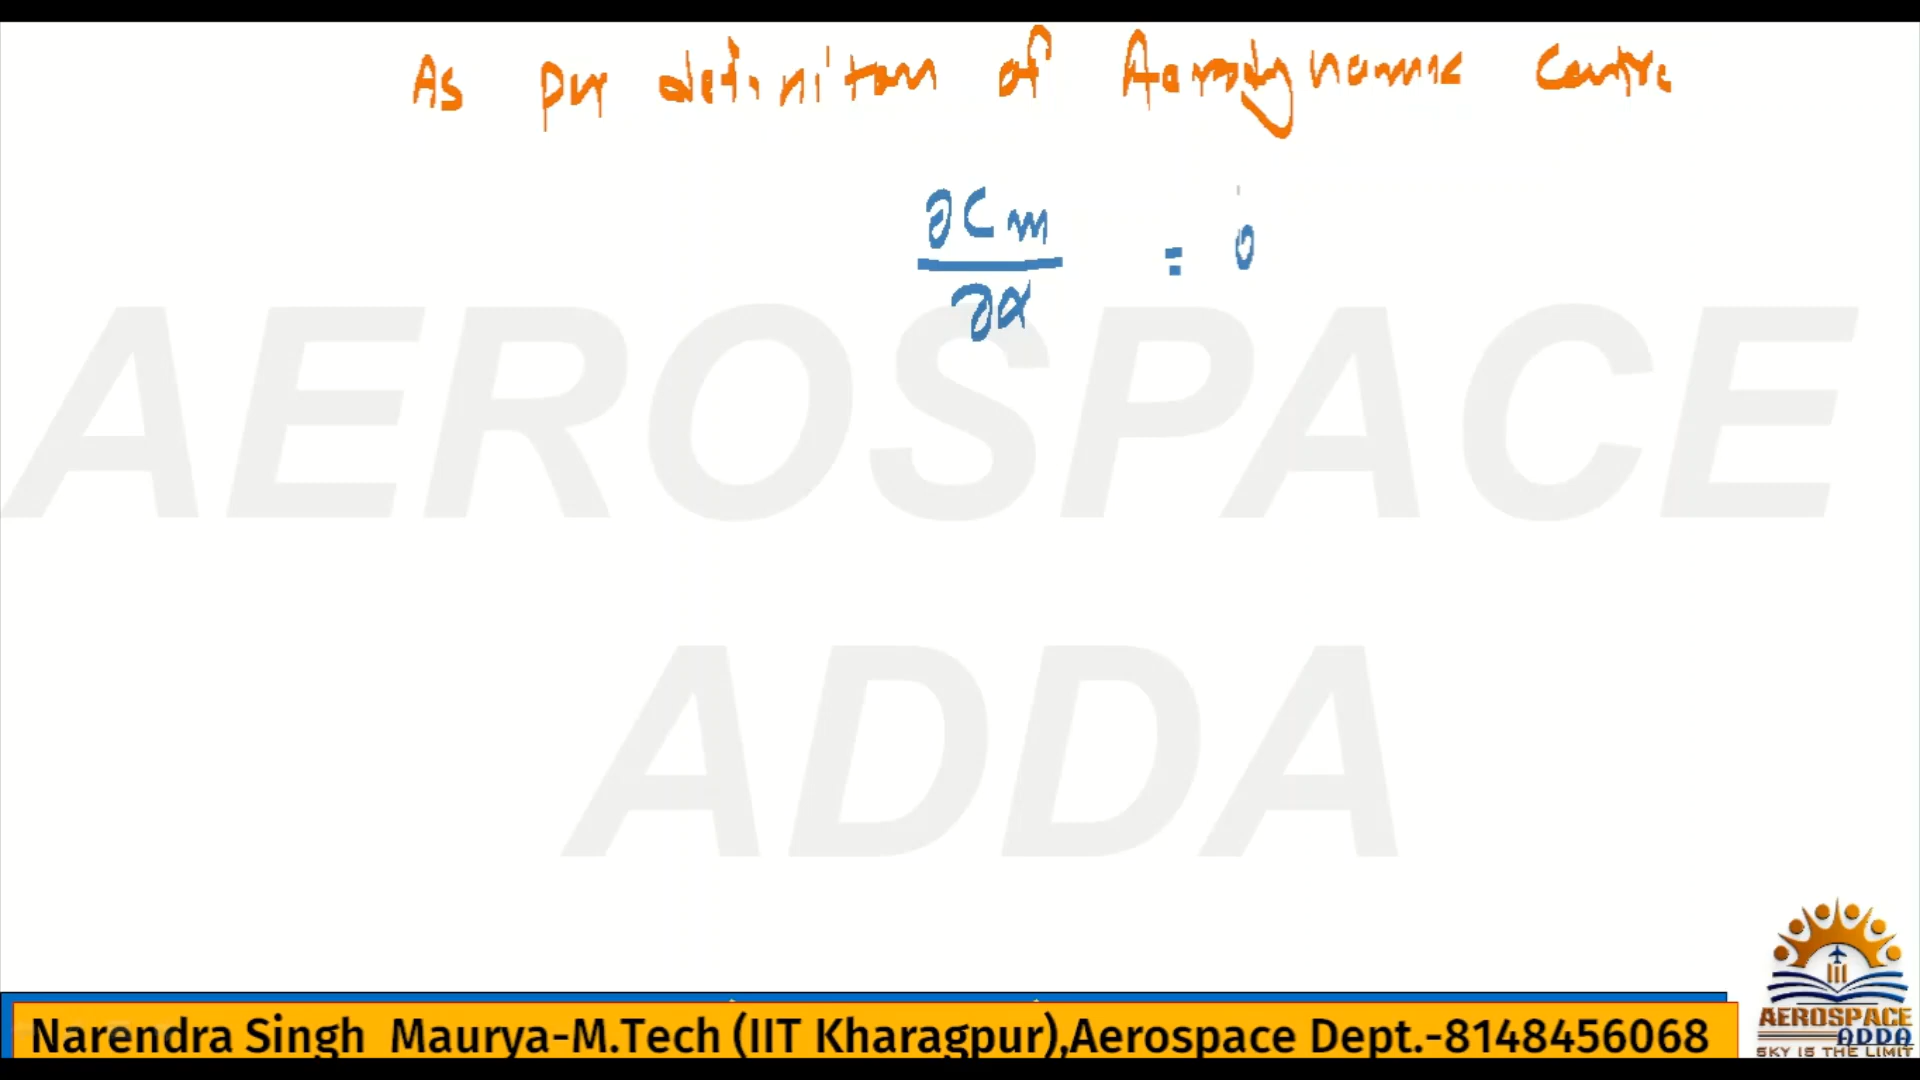 As per definiton of Aerodynamic Centre
∂Cm
= 0
∂α
AEROSPACE
ADDA
Narendra Singh Maurya-M.Tech (IIT Kharagpur),Aerospace Dept.-8148456068
AEROSPACE
ADDA
SKY IS THE LIMIT